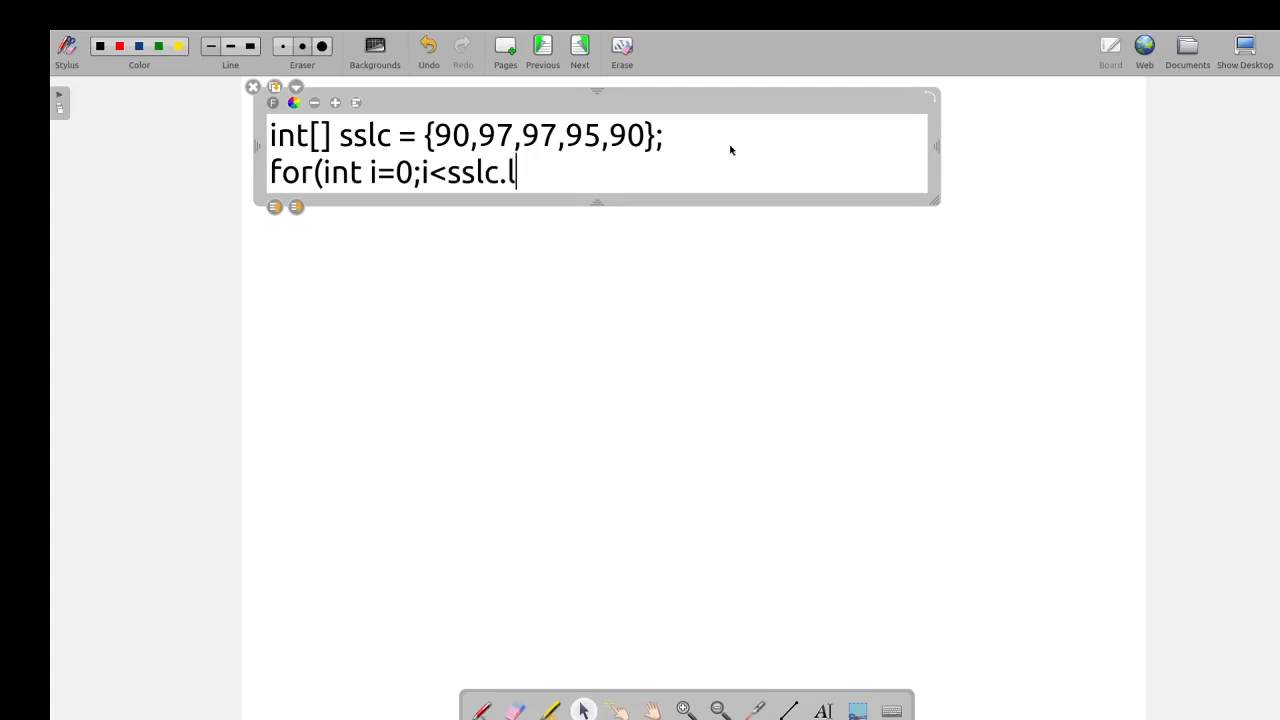 Stylus
Color
Line
Eraser
Backgrounds
Undo
Redo
Pages
Previous
Next
Erase
Board
Web
Documents
Show Desktop
F
int[] sslc = {90,97,97,95,90};
for(int i=0;i<sslc.l
AI